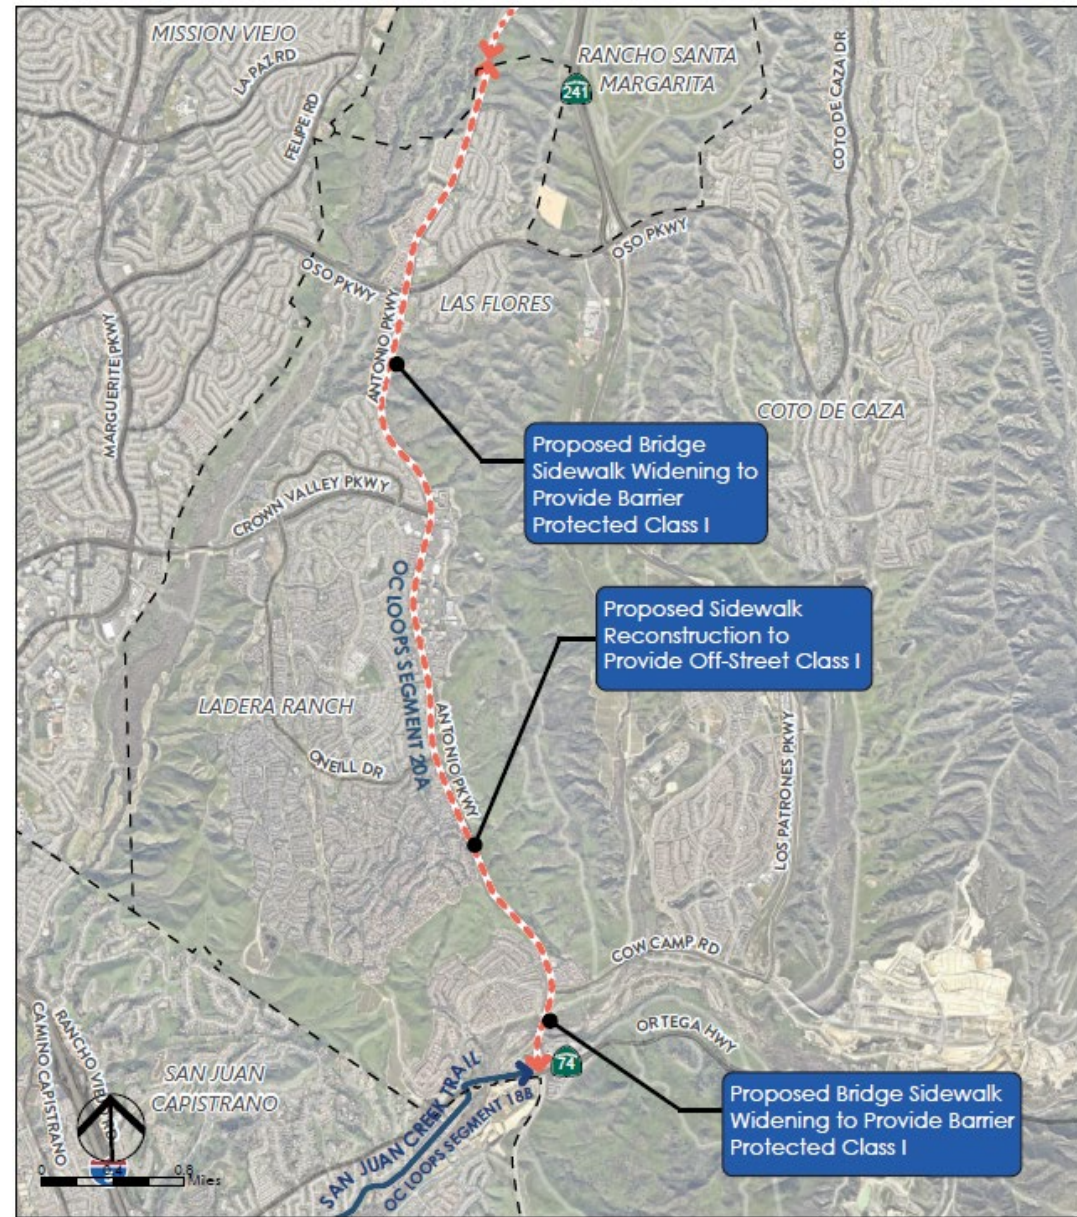 MISSION VIEJO
LA PAZ RD
FELIPE RD
RANCHO SANTA
MARGARITA
241
COTO DE CAZA DR
OSO PKWY
OSO PKWY
LAS FLORES
ANTONIO PKWY
MARGUERITE PKWY
COTO DE CAZA
Proposed Bridge
Sidewalk Widening to
Provide Barrier
Protected Class I
CROWN VALLEY PKWY
OC LOOPS SEGMENT 20A
Proposed Sidewalk
Reconstruction to
Provide Off-Street Class I
LADERA RANCH
ANTONIO PKWY
ONEILL DR
LOS PATRONES PKWY
COW CAMP RD
ORTEGA HWY
74
RANCHO VIEJO RD
CAMINO CAPISTRANO
SAN JUAN
CAPISTRANO
SAN JUAN CREEK TRAIL
OC LOOPS SEGMENT 18B
Proposed Bridge Sidewalk
Widening to Provide Barrier
Protected Class I
0 0.4 0.8
Miles